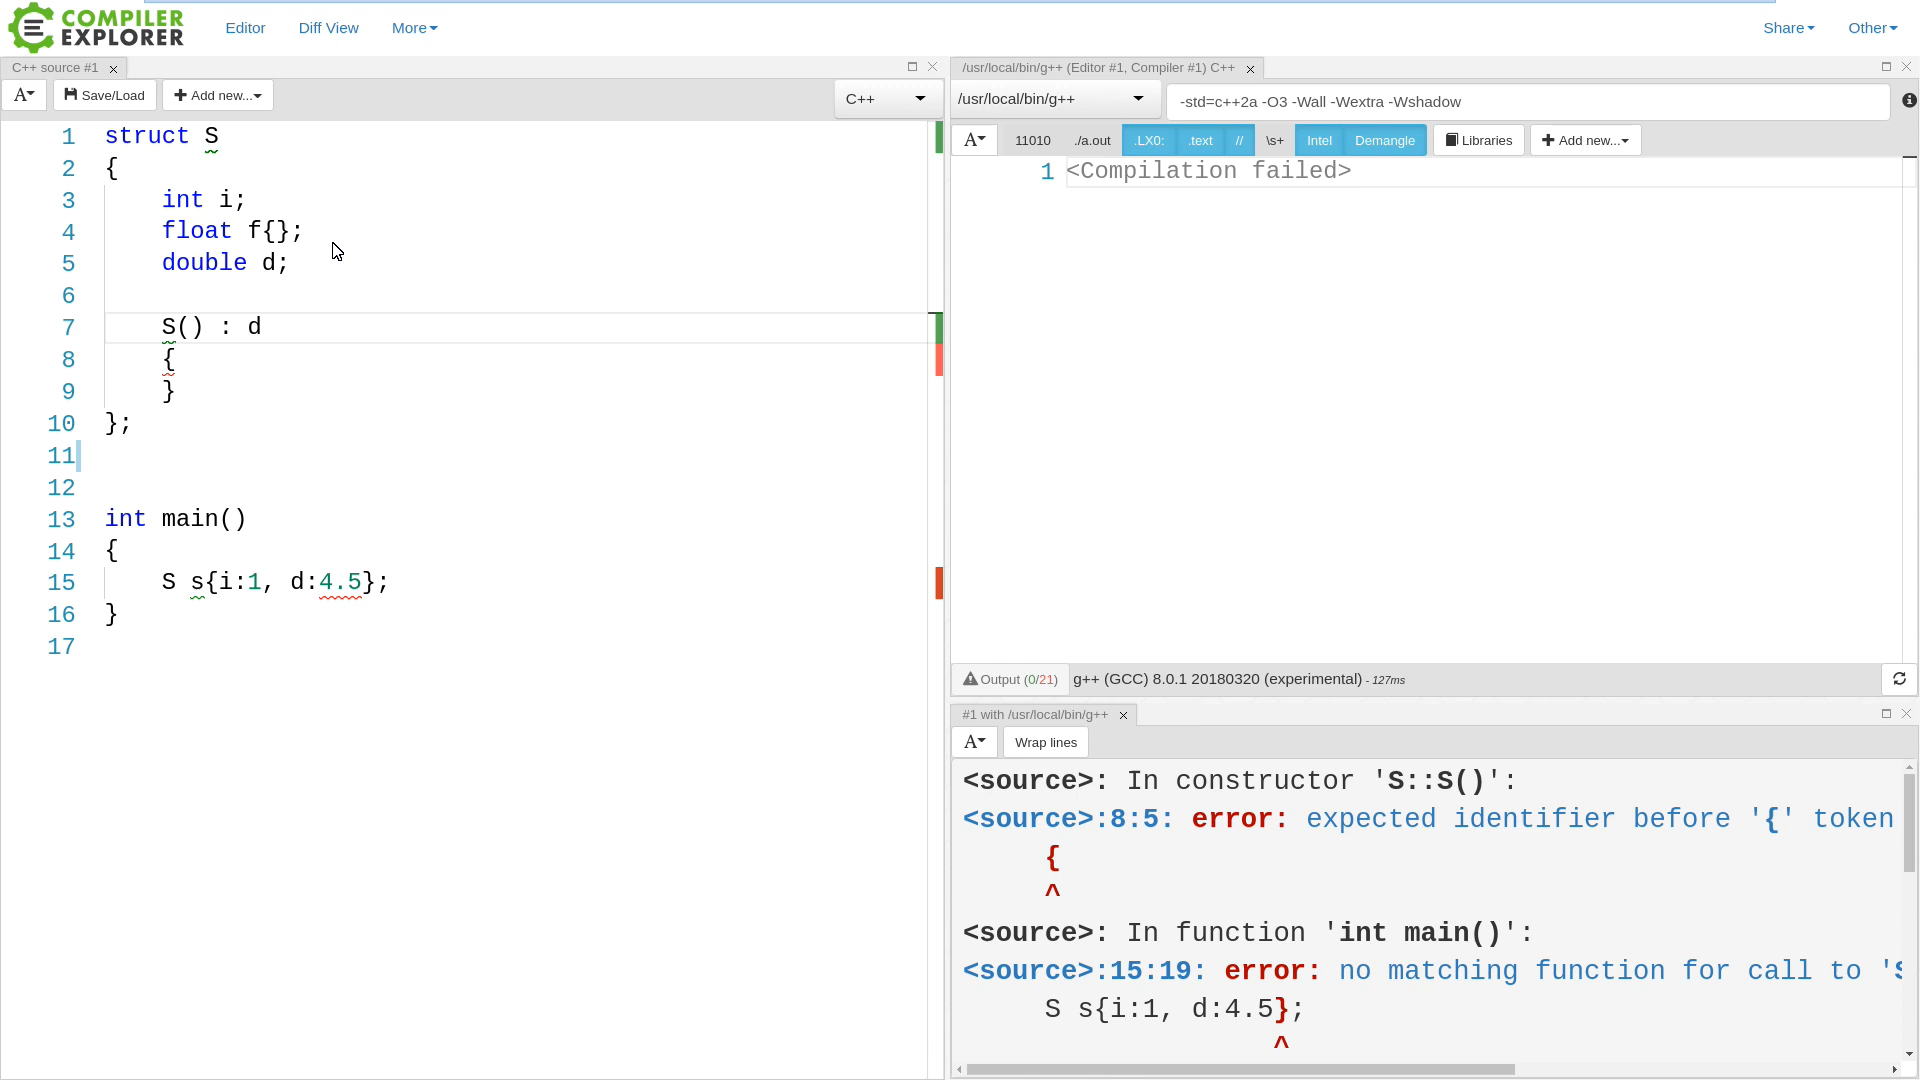 COMPILER
EXPLORER
Editor
Diff View
More
Share
Other
C++ source #1
A
Save/Load
Add new...
C++
1 struct S
2 {
3 int i;
4 float f{};
5 double d;
6
7 S() : d
8 {
9 }
10 };
11
12
13 int main()
14 {
15 S s{i:1, d:4.5};
16 }
17
/usr/local/bin/g++ (Editor #1, Compiler #1) C++
/usr/local/bin/g++
-std=c++2a -O3 -Wall -Wextra -Wshadow
A
11010
./a.out
.LX0:
.text
//
\s+
Intel
Demangle
Libraries
Add new...
1 <Compilation failed>
Output (0/21)
g++ (GCC) 8.0.1 20180320 (experimental) - 127ms
#1 with /usr/local/bin/g++
A
Wrap lines
<source>: In constructor 'S::S()':
<source>:8:5: error: expected identifier before '{' token
{
^
<source>: In function 'int main()':
<source>:15:19: error: no matching function for call to 'S
S s{i:1, d:4.5};
^